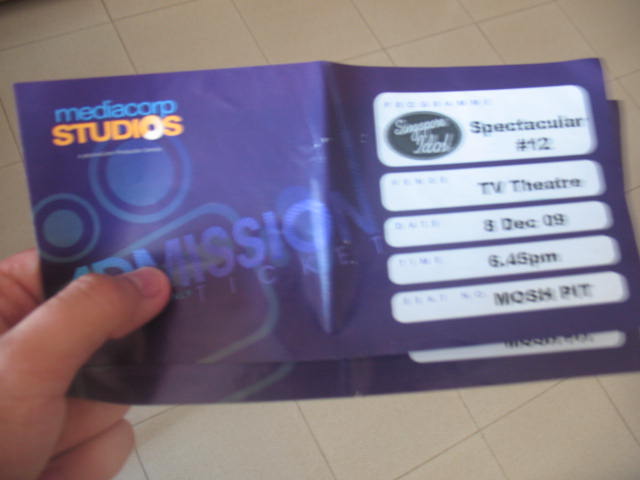 mediacorp
STUDIOS
ADMISSION
TICKET
PROGRAMME
Singapore Idol
Spectacular
#12
VENUE
TV Theatre
DATE
8 Dec 09
TIME
6.45pm
SEAT NO.
MOSH PIT